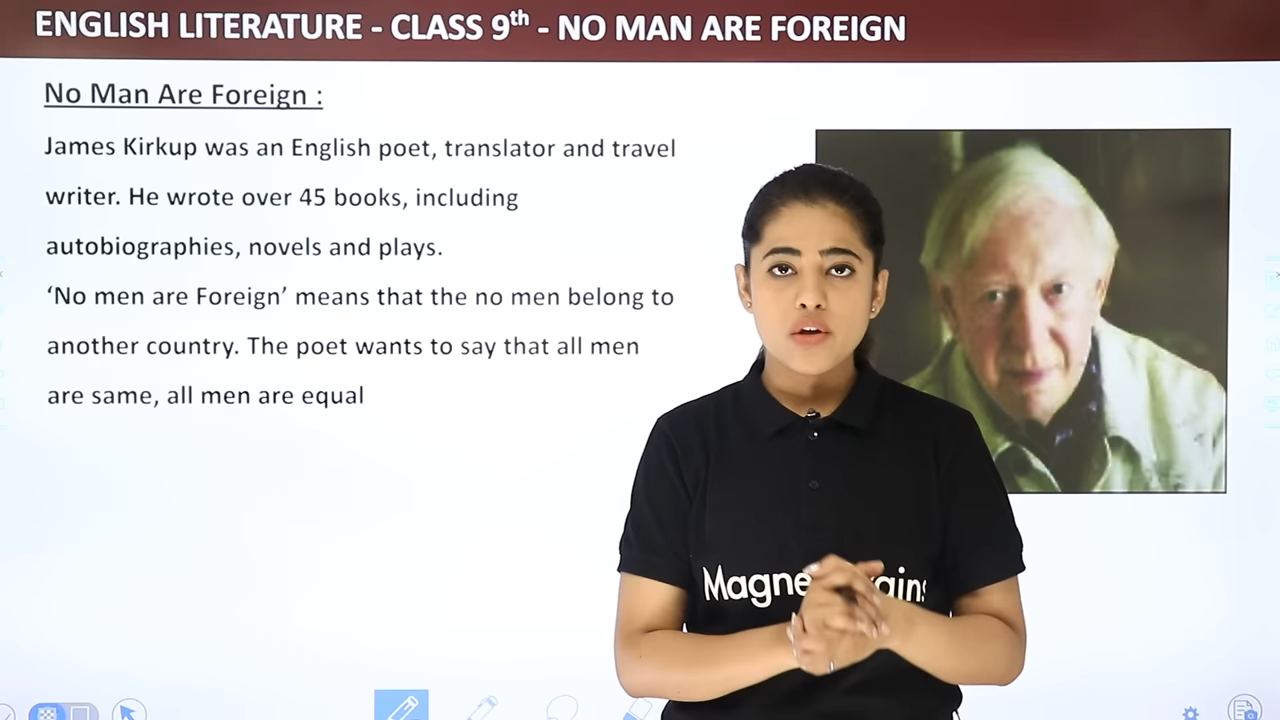 ENGLISH LITERATURE - CLASS 9th - NO MAN ARE FOREIGN
No Man Are Foreign :
James Kirkup was an English poet, translator and travel
writer. He wrote over 45 books, including
autobiographies, novels and plays.
‘No men are Foreign’ means that the no men belong to
another country. The poet wants to say that all men
are same, all men are equal